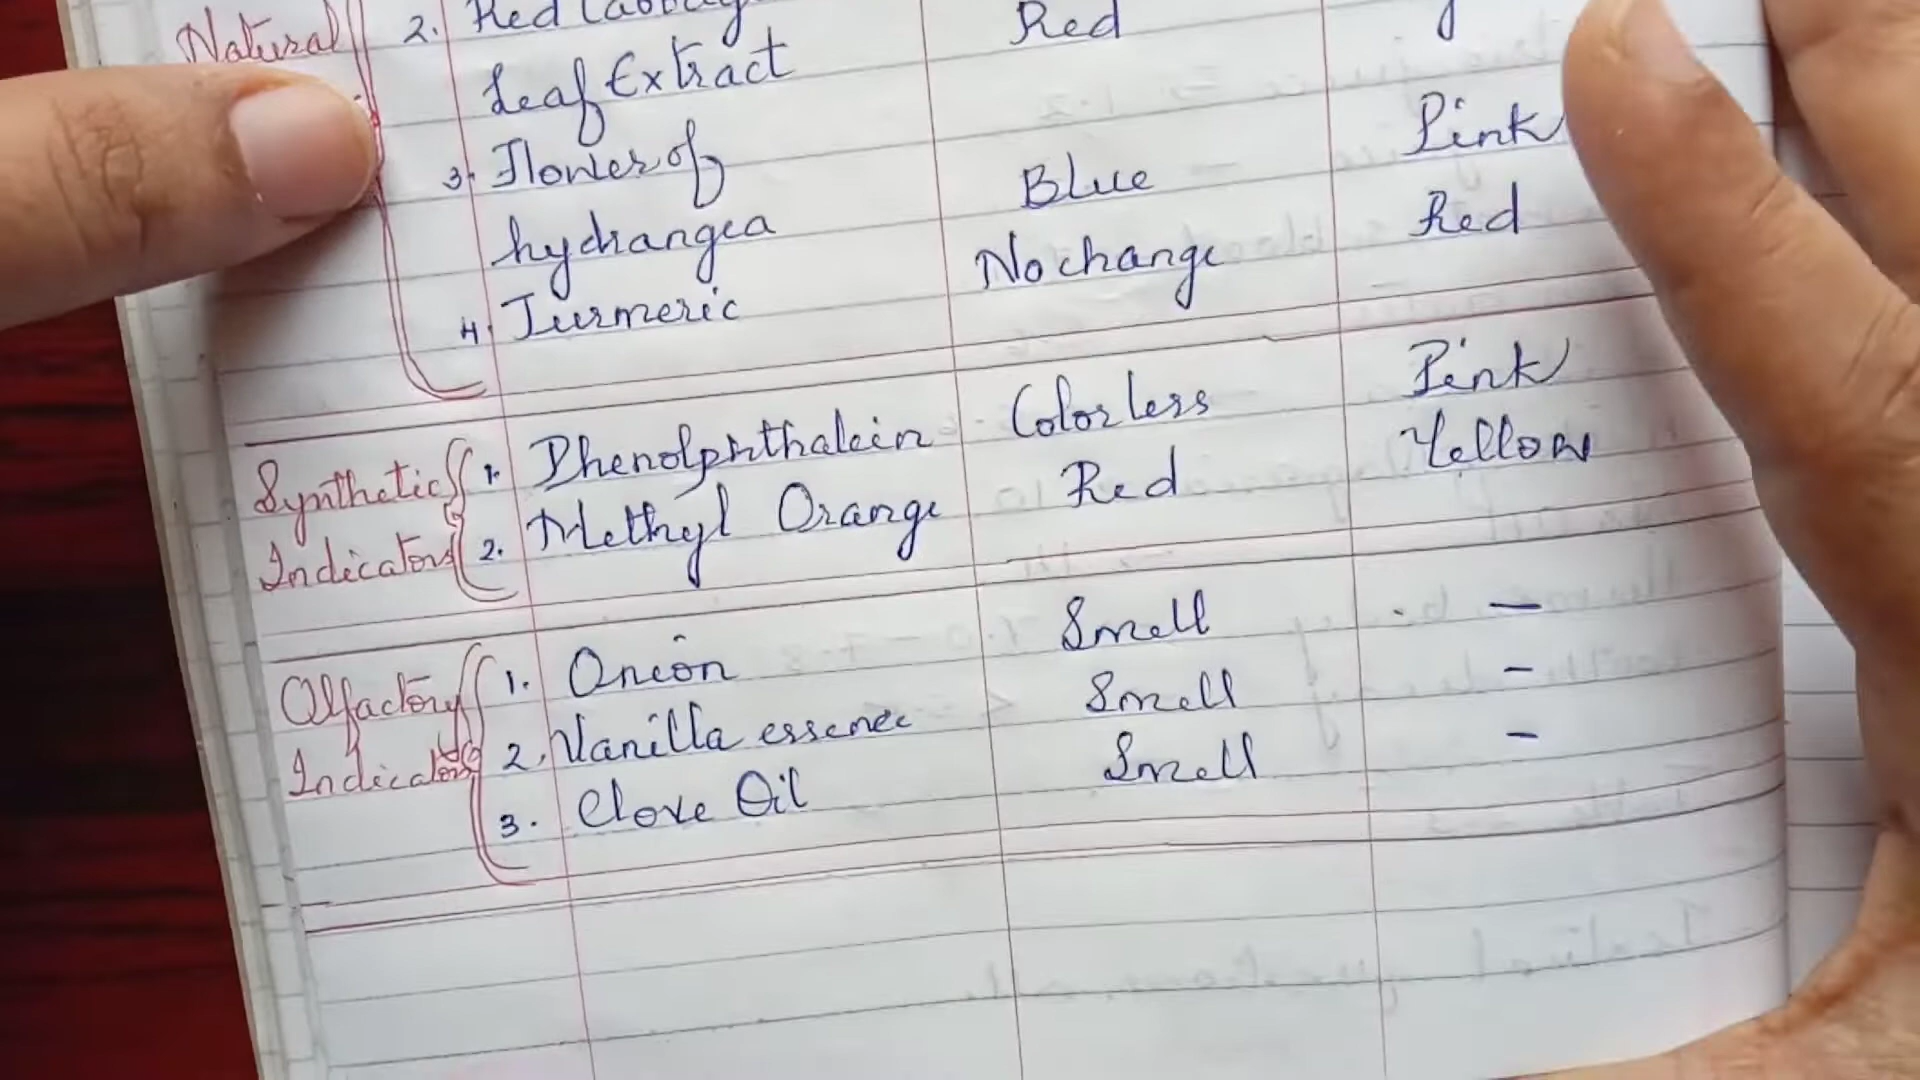 Natural 2. Red Red
Leaf Extract
3. Flower of Blue Pink
hydrangea
4. Turmeric No change Red
Synthetic 1. Phenolphthalein Colorless Pink
Indicators 2. Methyl Orange Red Yellow
Olfactory 1. Onion Smell —
Indicators 2. Vanilla essence Smell —
3. Clove Oil Smell —